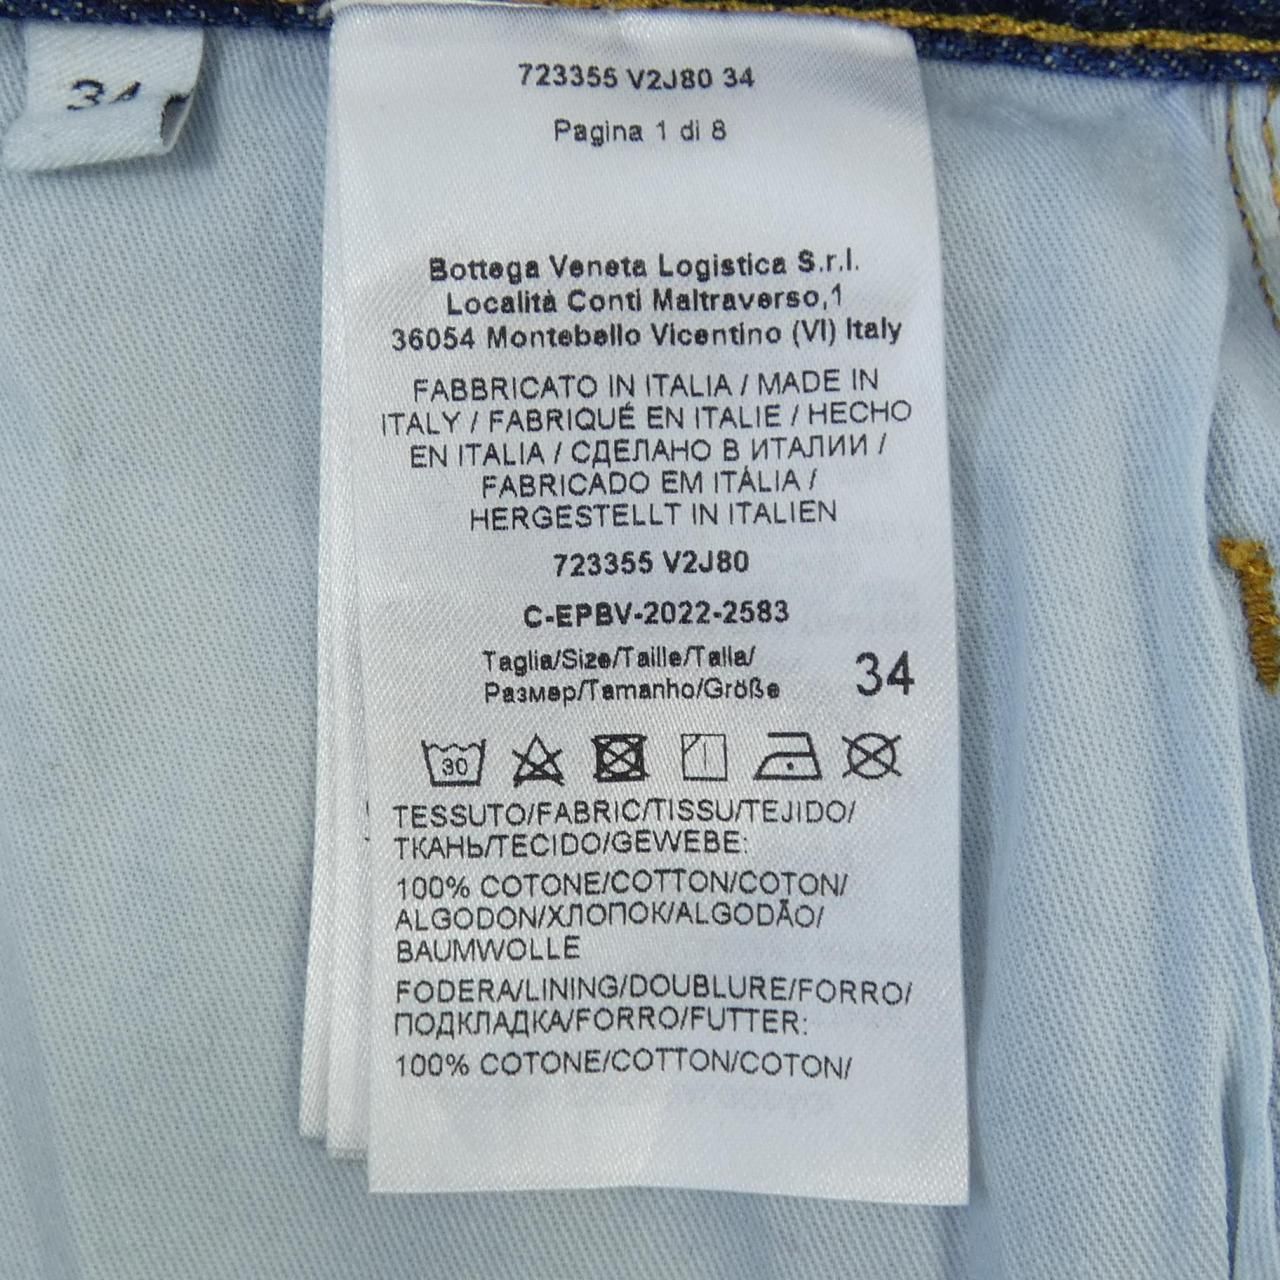 34
723355 V2J80 34
Pagina 1 di 8
Bottega Veneta Logistica S.r.l.
Località Conti Maltraverso,1
36054 Montebello Vicentino (VI) Italy
FABBRICATO IN ITALIA / MADE IN
ITALY / FABRIQUÉ EN ITALIE / HECHO
EN ITALIA / СДЕЛАНО В ИТАЛИИ /
FABRICADO EM ITÁLIA /
HERGESTELLT IN ITALIEN
723355 V2J80
C-EPBV-2022-2583
Taglia/Size/Taille/Talla/
Размер/Tamanho/Größe 34
30
TESSUTO/FABRIC/TISSU/TEJIDO/
ТКАНЬ/TECIDO/GEWEBE:
100% COTONE/COTTON/COTON/
ALGODON/ХЛОПОК/ALGODÃO/
BAUMWOLLE
FODERA/LINING/DOUBLURE/FORRO/
ПОДКЛАДКА/FORRO/FUTTER:
100% COTONE/COTTON/COTON/